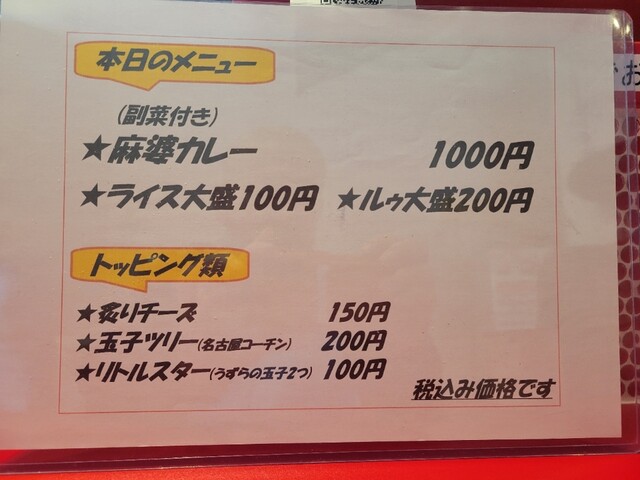 本日のメニュー
(副菜付き)
★麻婆カレー 1000円
★ライス大盛100円 ★ルゥ大盛200円
トッピング類
★炙りチーズ 150円
★玉子ツリー(名古屋コーチン) 200円
★リトルスター(うずらの玉子2つ) 100円
税込み価格です
お